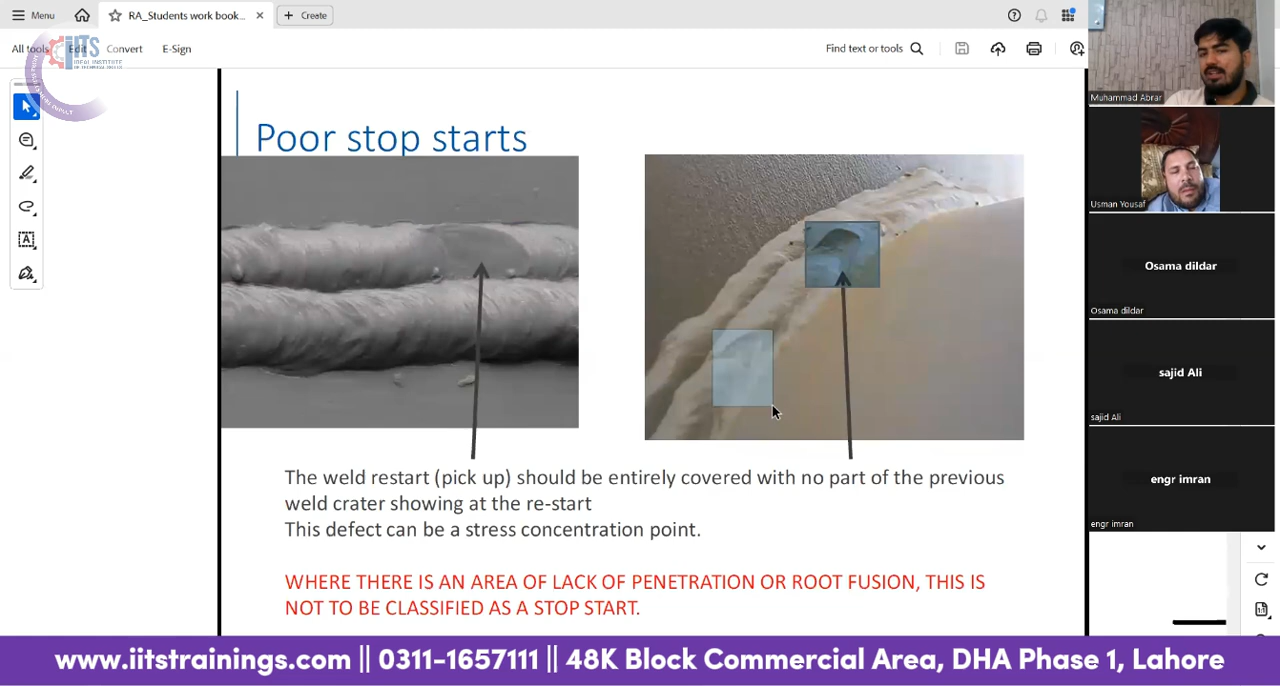 Menu
RA_Students work book...
Create
All tools
Edit
Convert
E-Sign
Find text or tools
IITS
IDEAL INSTITUTE
Poor stop starts
The weld restart (pick up) should be entirely covered with no part of the previous
weld crater showing at the re-start
This defect can be a stress concentration point.
WHERE THERE IS AN AREA OF LACK OF PENETRATION OR ROOT FUSION, THIS IS
NOT TO BE CLASSIFIED AS A STOP START.
Muhammad Abrar
Usman Yousaf
Osama dildar
Osama dildar
sajid Ali
sajid Ali
engr imran
engr imran
www.iitstrainings.com || 0311-1657111 || 48K Block Commercial Area, DHA Phase 1, Lahore